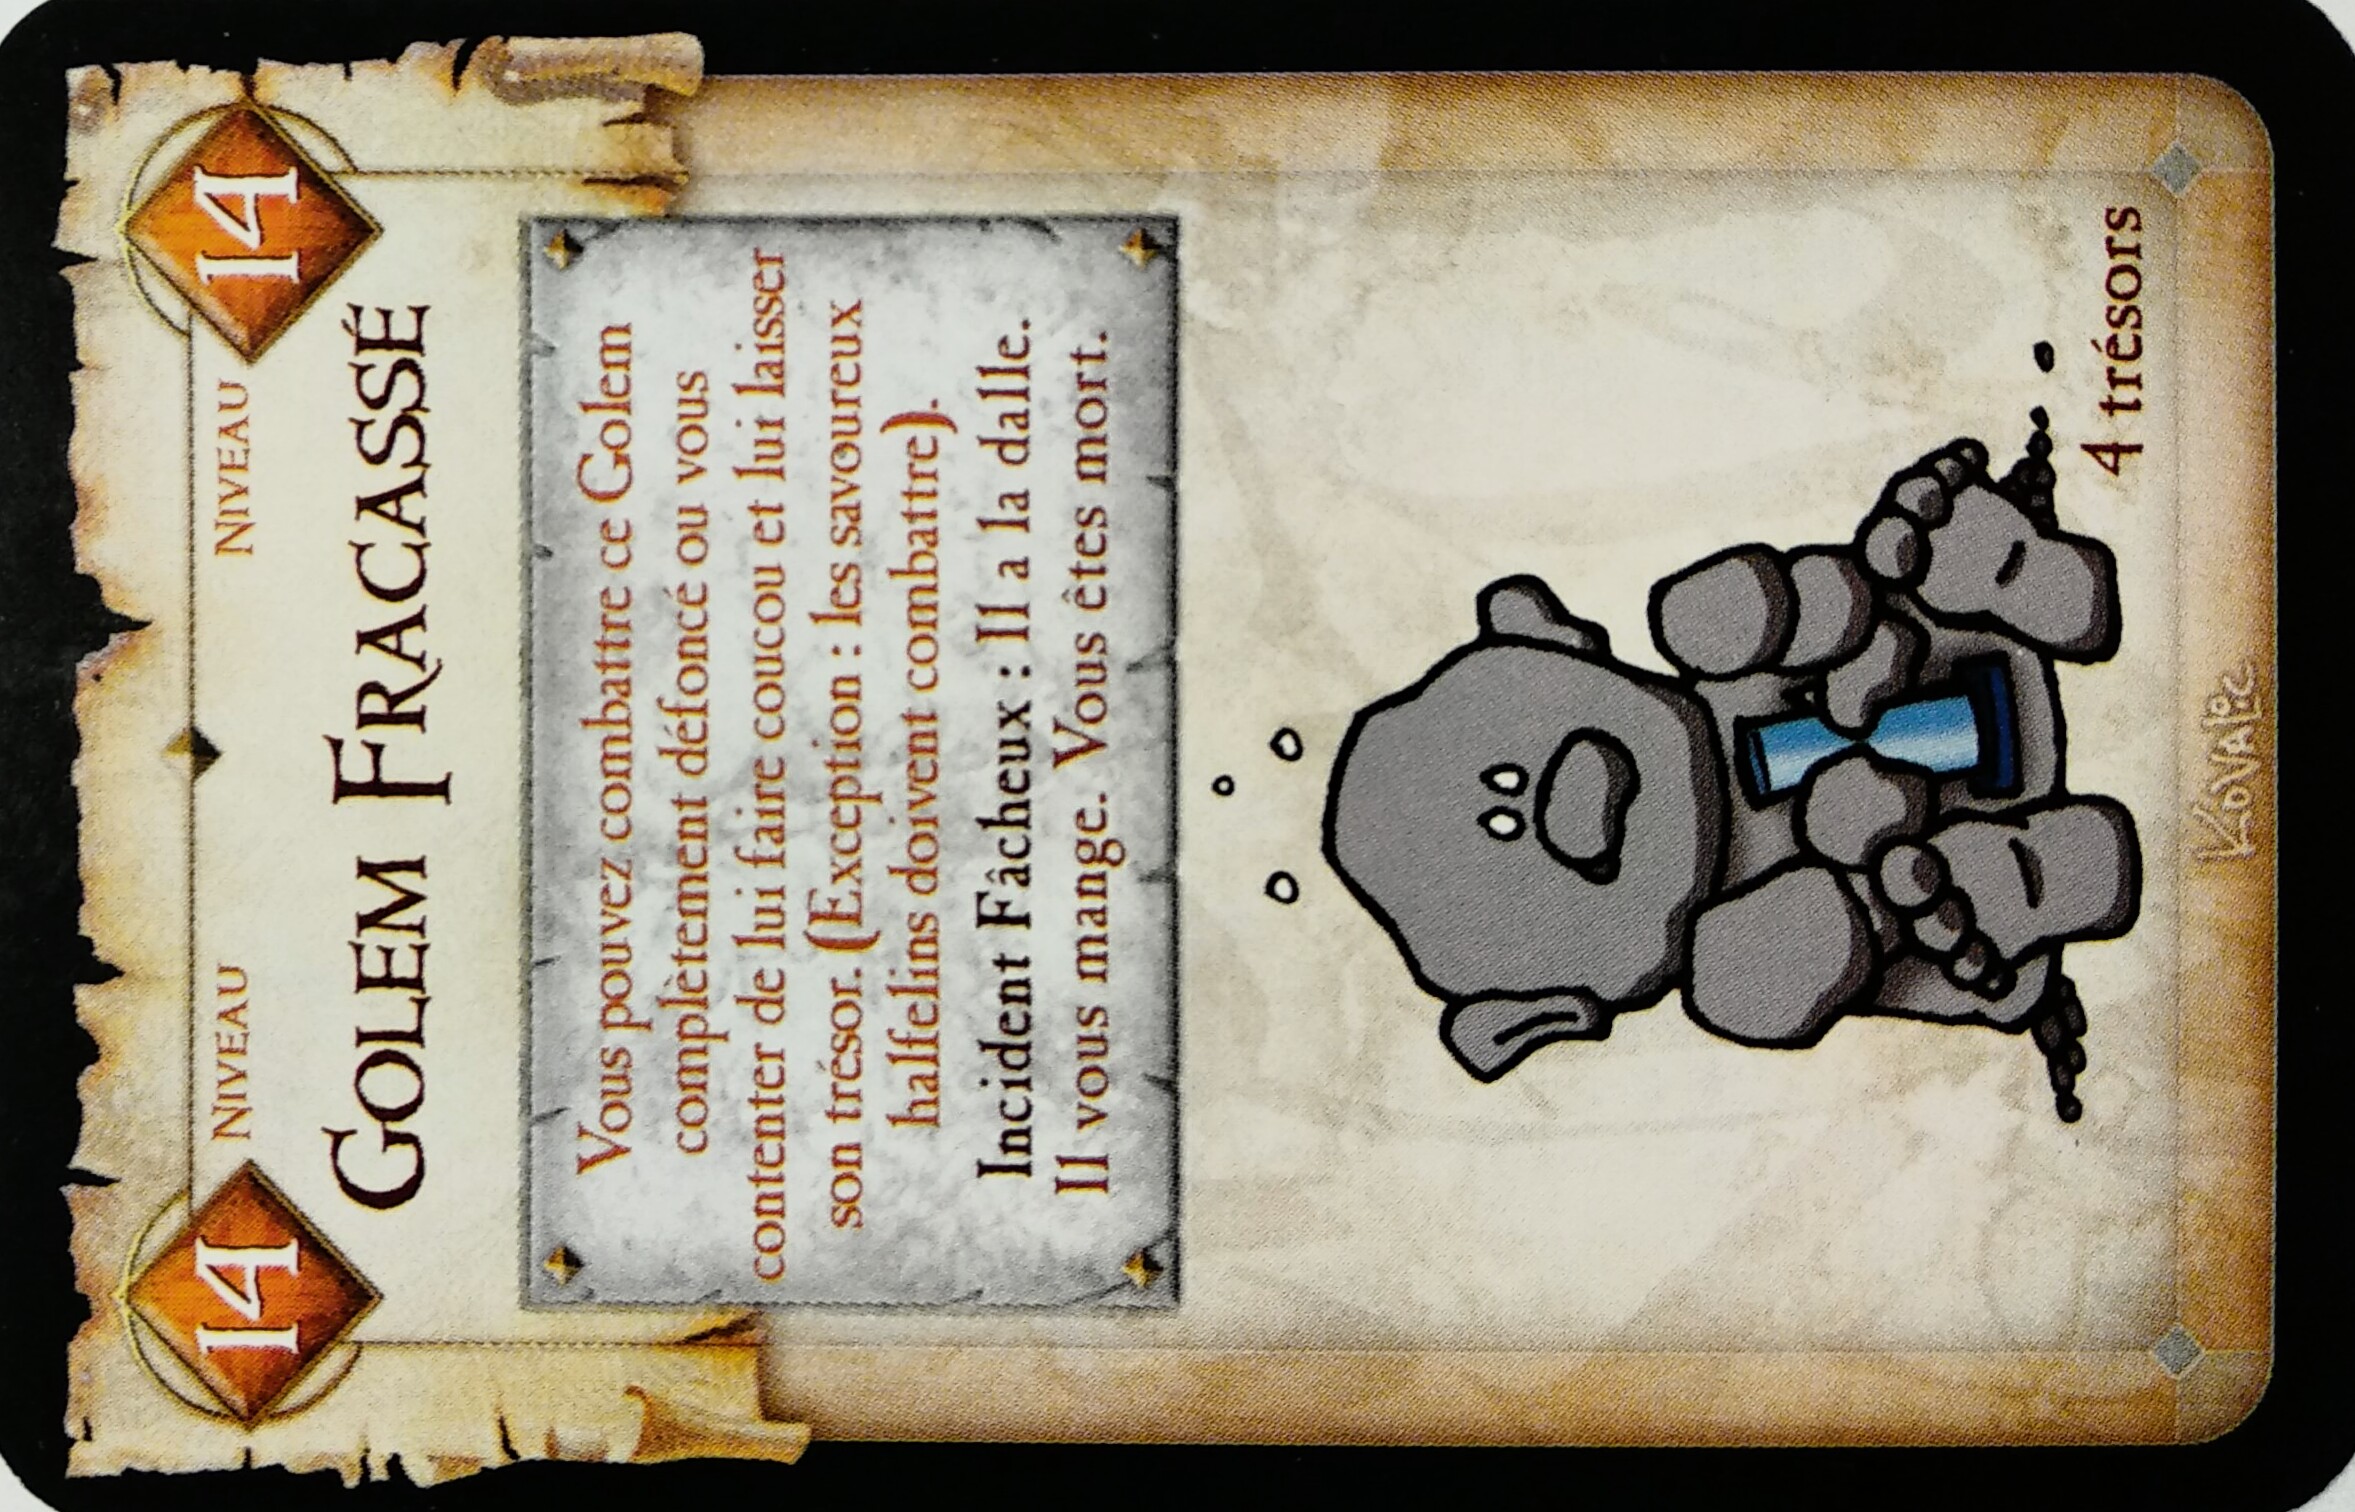 14 NIVEAU NIVEAU 14
GOLEM FRACASSÉ
Vous pouvez combattre ce Golem
complètement défoncé ou vous
contenter de lui faire coucou et lui laisser
son trésor. (Exception : les savoureux
halfelins doivent combattre).
Incident Fâcheux : Il a la dalle.
Il vous mange. Vous êtes mort.
4 trésors
KOVALIC